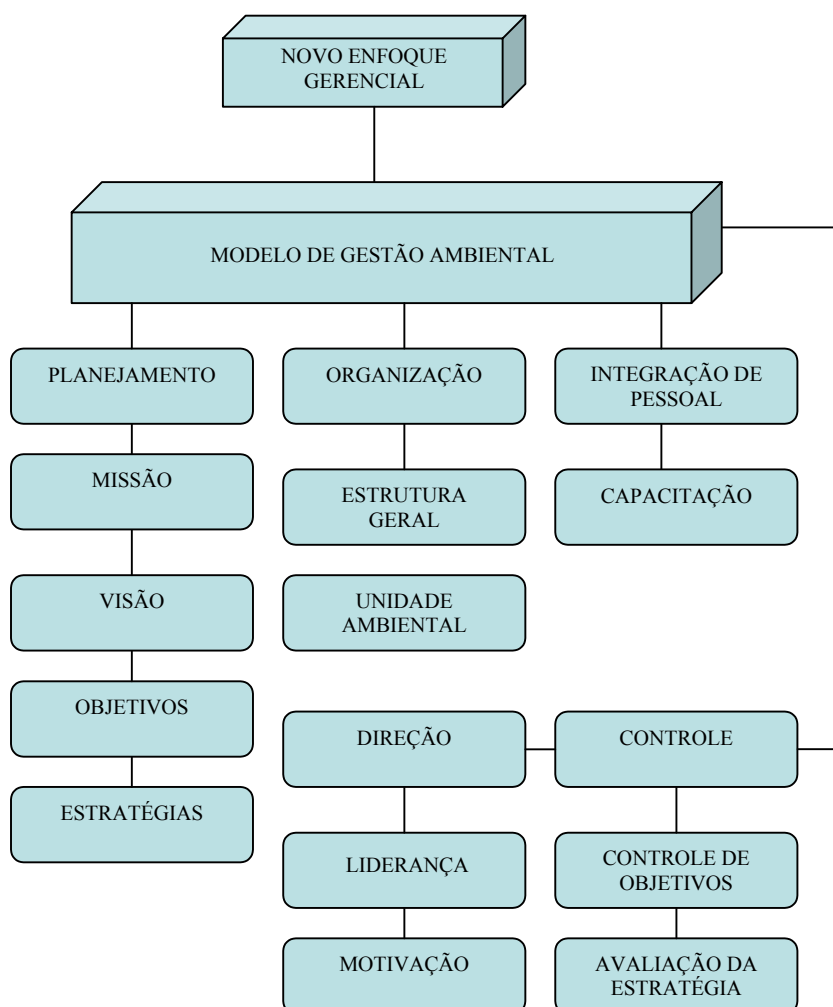 NOVO ENFOQUE
GERENCIAL
MODELO DE GESTÃO AMBIENTAL
PLANEJAMENTO
ORGANIZAÇÃO
INTEGRAÇÃO DE
PESSOAL
MISSÃO
ESTRUTURA
GERAL
CAPACITAÇÃO
VISÃO
UNIDADE
AMBIENTAL
OBJETIVOS
DIREÇÃO
CONTROLE
ESTRATÉGIAS
LIDERANÇA
CONTROLE DE
OBJETIVOS
MOTIVAÇÃO
AVALIAÇÃO DA
ESTRATÉGIA